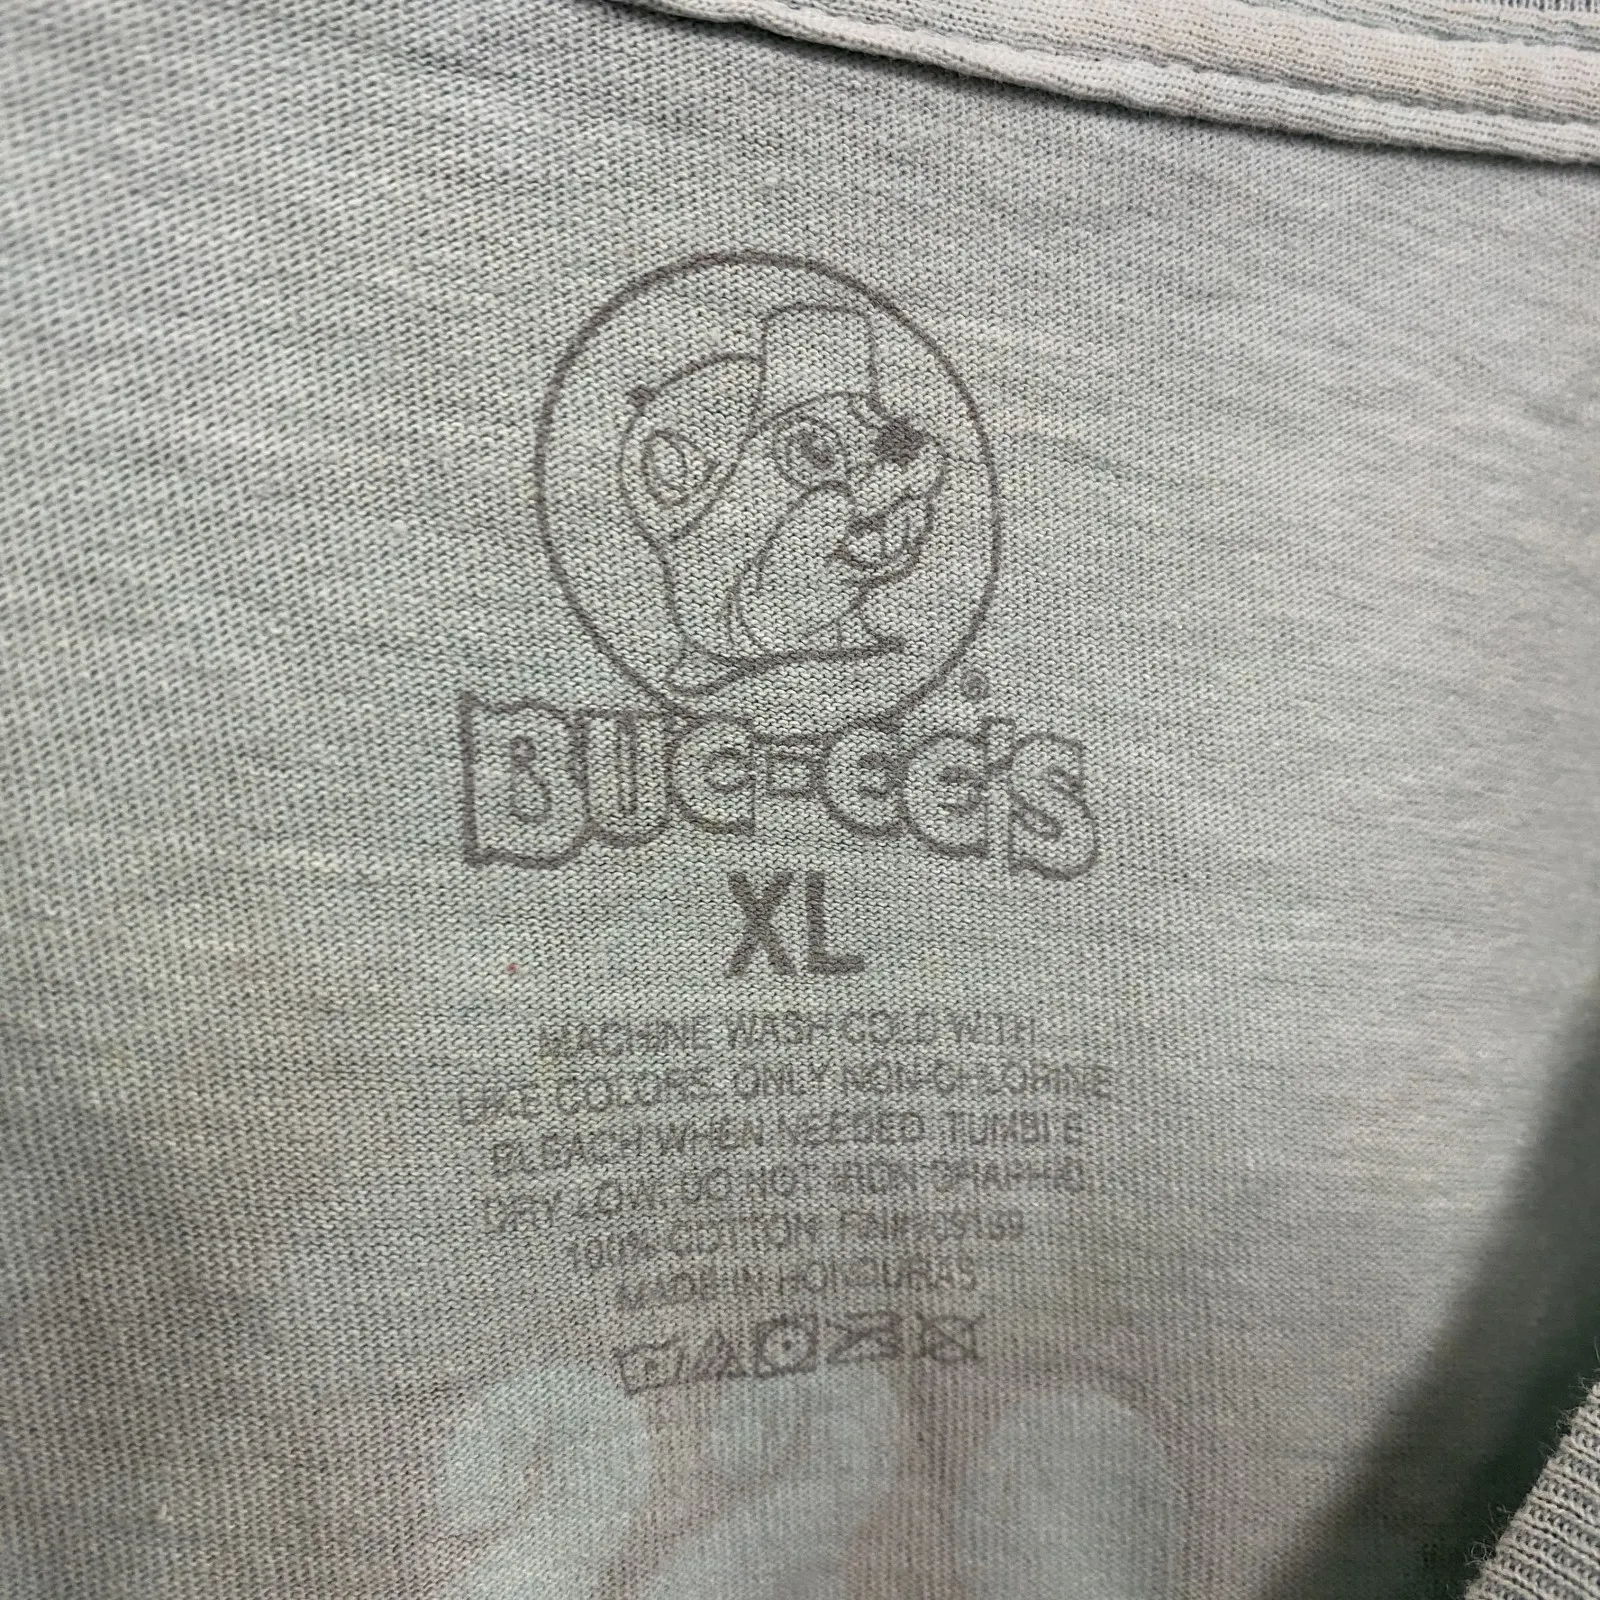 ®
BUC-EE'S
XL
MACHINE WASH COLD WITH
LIKE COLORS. ONLY NON-CHLORINE
BLEACH WHEN NEEDED. TUMBLE
DRY LOW. DO NOT IRON GRAPHIC.
100% COTTON
MADE IN HONDURAS